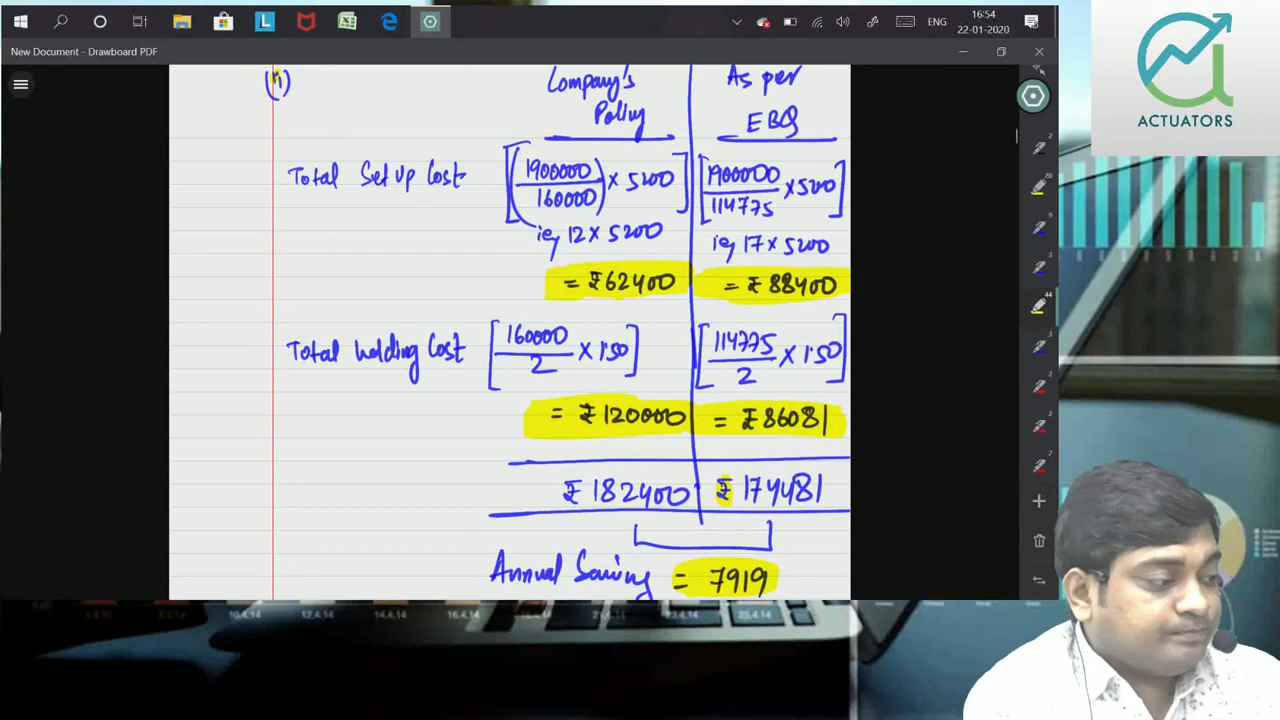 16:54
ENG
22-01-2020
New Document - Drawboard PDF
ACTUATORS
(ii)
Company's Policy
As per EBQ
Total Set up Cost [(1900000/160000) × 5200] [1900000/114775 × 5200]
ie, 12 × 5200 ie, 17 × 5200
= ₹62400 = ₹88400
Total Holding Cost [160000/2 × 1.50] [114775/2 × 1.50]
= ₹120000 = ₹86081
₹182400 ₹174481
Annual Saving = 7919